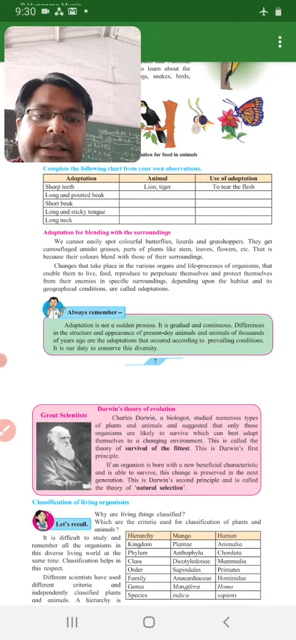 9:30
to learn about the
gs, snakes, birds,
ation for food in animals
Complete the following chart from your own observations.
Adaptation Animal Use of adaptation
Sharp teeth Lion, tiger To tear the flesh
Long and pointed beak
Short beak
Long and sticky tongue
Long neck
Adaptation for blending with the surroundings
We cannot easily spot colourful butterflies, lizards and grasshoppers. They get
camouflaged amidst grasses, parts of plants like stem, leaves, flowers, etc. That is
because their colours blend with those of their surroundings.
Changes that take place in the various organs and life-processes of organisms, that
enable them to live, feed, reproduce to perpetuate themselves and protect themselves
from their enemies in specific surroundings, depending upon the habitat and its
geographical conditions, are called adaptations.
Always remember –
Adaptation is not a sudden process. It is gradual and continuous. Differences
in the structure and appearance of present-day animals and animals of thousands
of years ago are the adaptations that occured according to prevailing conditions.
It is our duty to conserve this diversity.
7
Great Scientists
Darwin's theory of evolution
Charles Darwin, a biologist, studied numerous types
of plants and animals and suggested that only those
organisms are likely to survive which can best adapt
themselves to a changing environment. This is called the
theory of survival of the fittest. This is Darwin's first
principle.
If an organism is born with a new beneficial characteristic
and is able to survive, this change is preserved in the next
generation. This is Darwin's second principle and is called
the theory of 'natural selection'.
Classification of living organisms
Let's recall.
Why are living things classified?
Which are the criteria used for classification of plants and
animals?
It is difficult to study and
remember all the organisms in
this diverse living world at the
same time. Classification helps in
this respect.
Different scientists have used
different criteria and
independently classified plants
and animals. A hierarchy is
Hierarchy Mango Human
Kingdom Plantae Animalia
Phylum Anthophyta Chordata
Class Dicotyledonae Mammalia
Order Sapindales Primates
Family Anacardiaceae Hominidae
Genus Mangifera Homo
Species indica sapiens